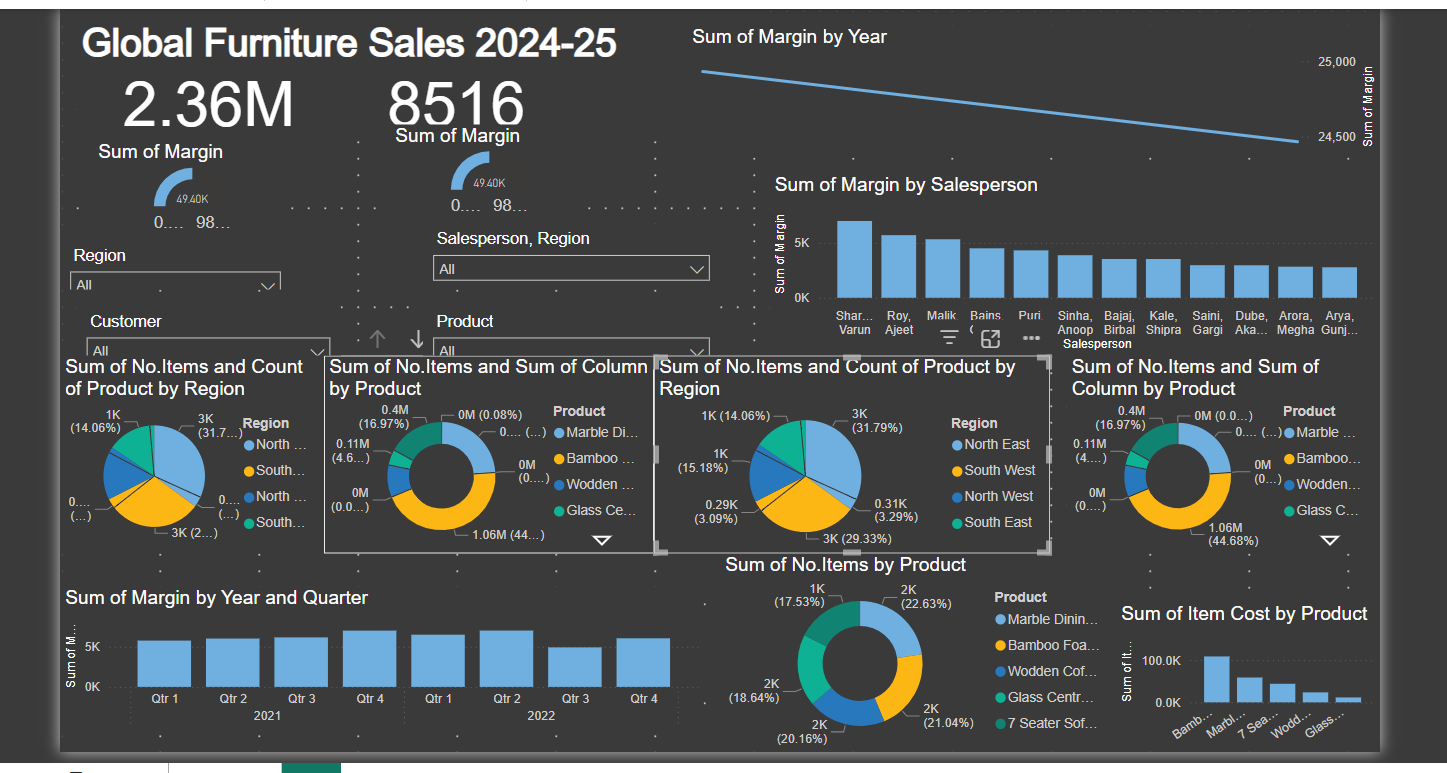 Global Furniture Sales 2024-25
2.36M
8516
Sum of Margin
49.40K
0.... 98...
Sum of Margin
49.40K
0.... 98...
Sum of Margin by Year
25,000
24,500
Sum of Margin
Region
All
Salesperson, Region
All
Customer
All
Product
All
Sum of Margin by Salesperson
Sum of Margin
5K
0K
Shar... Varun
Roy, Ajeet
Malik
Bains
Puri
Sinha, Anoop
Bajaj, Birbal
Kale, Shipra
Saini, Gargi
Dube, Aka...
Arora, Megha
Arya, Gunj...
Salesperson
Sum of No.Items and Count
of Product by Region
1K
(14.06%)
3K
(31.7...)
0....
(...)
3K (2...)
0....
(...)
Region
North ...
South...
North ...
South...
Sum of No.Items and Sum of Column
by Product
0.4M
(16.97%)
0M (0.08%)
0.... (...)
0.11M
(4.6...)
0M
(0....)
0M
(0.0...)
1.06M (44...)
Product
Marble Di...
Bamboo ...
Wodden ...
Glass Ce...
Sum of No.Items and Count of Product by
Region
1K (14.06%)
3K
(31.79%)
1K
(15.18%)
0.29K
(3.09%)
0.31K
(3.29%)
3K (29.33%)
Region
North East
South West
North West
South East
Sum of No.Items and Sum of
Column by Product
0.4M
(16.97%)
0M (0.0...)
0.... (...)
0.11M
(4....)
0M
(0....)
0M
(0....)
1.06M
(44.68%)
Product
Marble ...
Bamboo...
Wodden...
Glass C...
Sum of Margin by Year and Quarter
Sum of M...
5K
0K
Qtr 1 Qtr 2 Qtr 3 Qtr 4 Qtr 1 Qtr 2 Qtr 3 Qtr 4
2021 2022
Sum of No.Items by Product
1K
(17.53%)
2K
(22.63%)
2K
(18.64%)
2K
(21.04%)
2K
(20.16%)
Product
Marble Dinin...
Bamboo Foa...
Wodden Cof...
Glass Centr...
7 Seater Sof...
Sum of Item Cost by Product
Sum of It...
100.0K
0.0K
Bamb... Marbl... 7 Sea... Wodd... Glass...